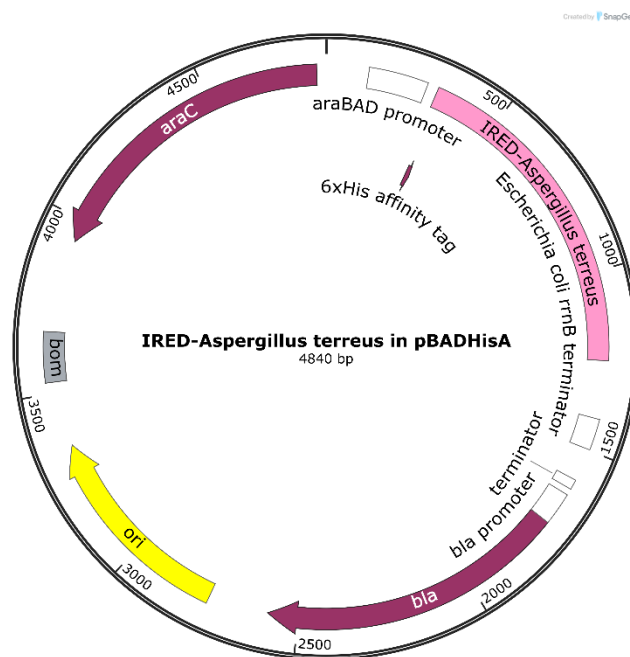 Created by SnapGe
4500
araC
araBAD promoter
500
IRED-Aspergillus terreus
6xHis affinity tag
Escherichia coli rrnB terminator
4000
1000
IRED-Aspergillus terreus in pBADHisA
4840 bp
bom
3500
1500
terminator
bla promoter
ori
3000
bla
2000
2500